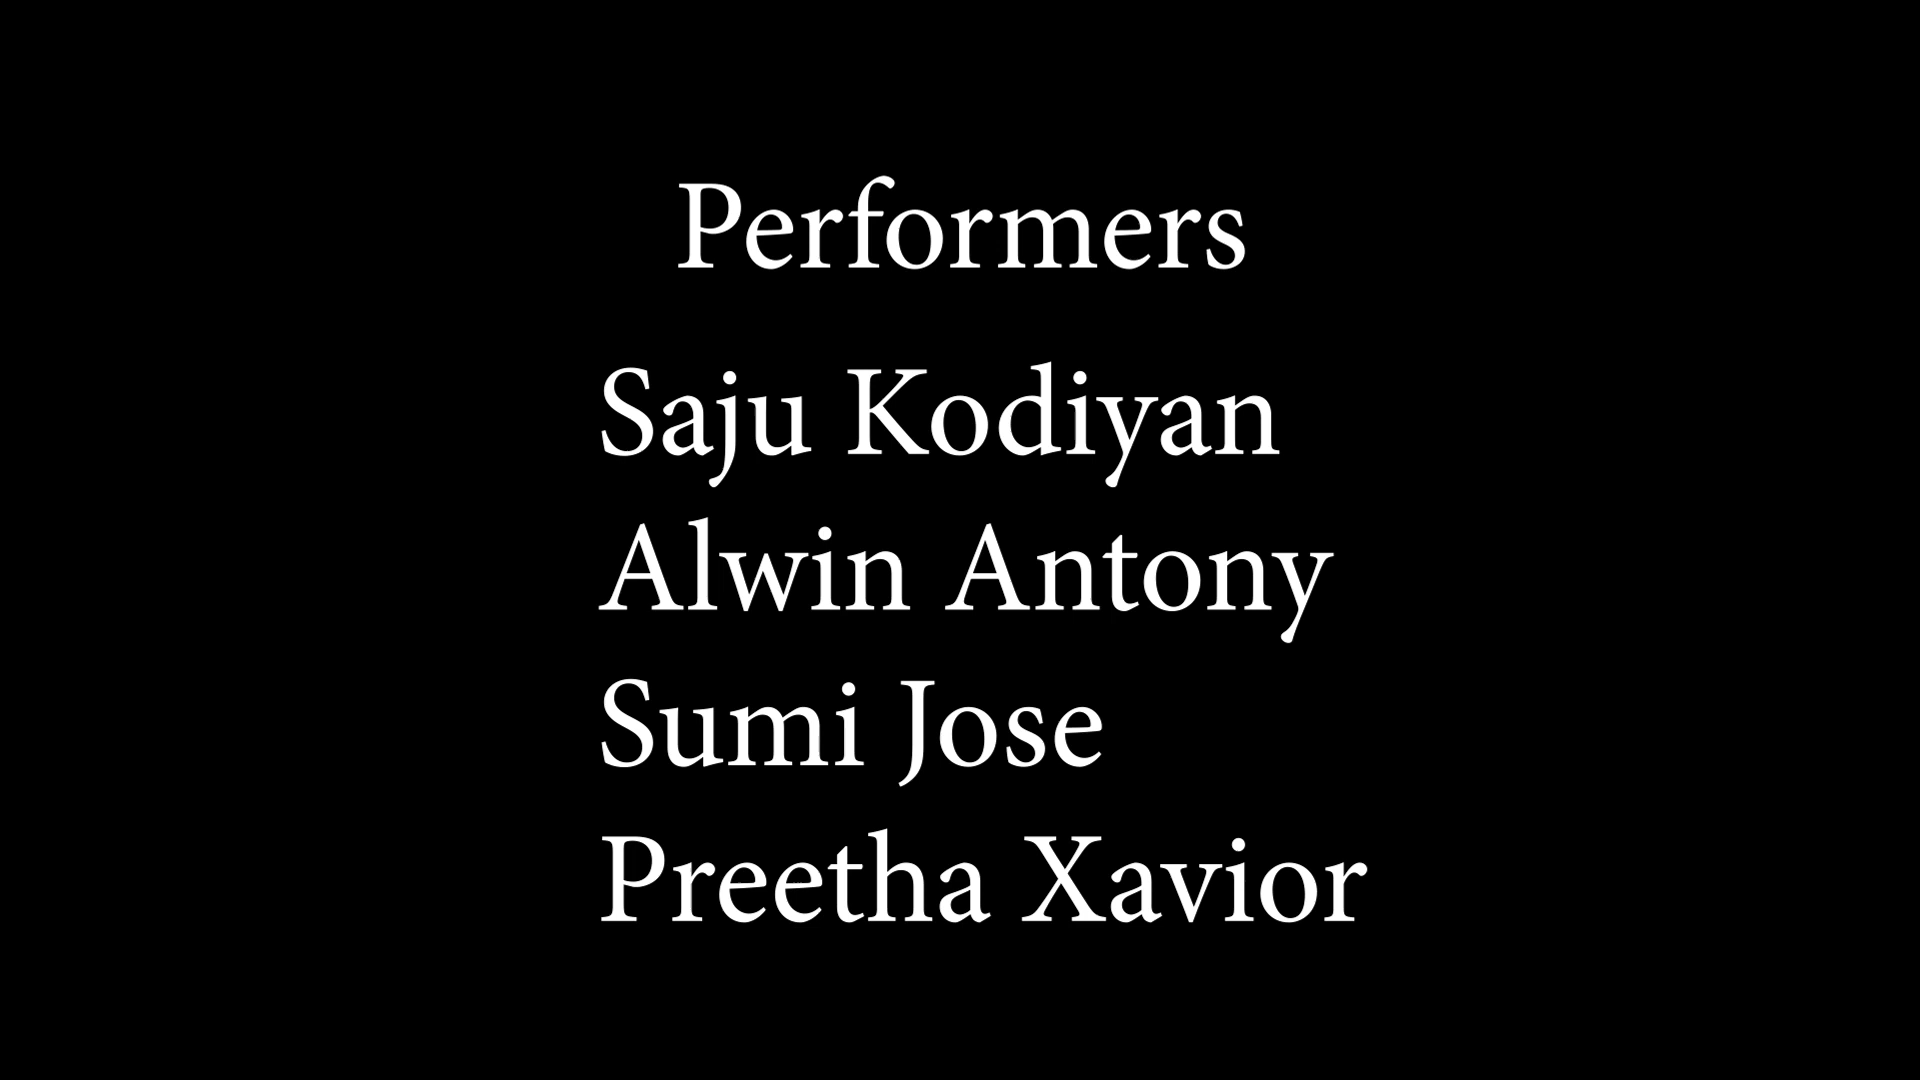 Performers
Saju Kodiyan
Alwin Antony
Sumi Jose
Preetha Xavior